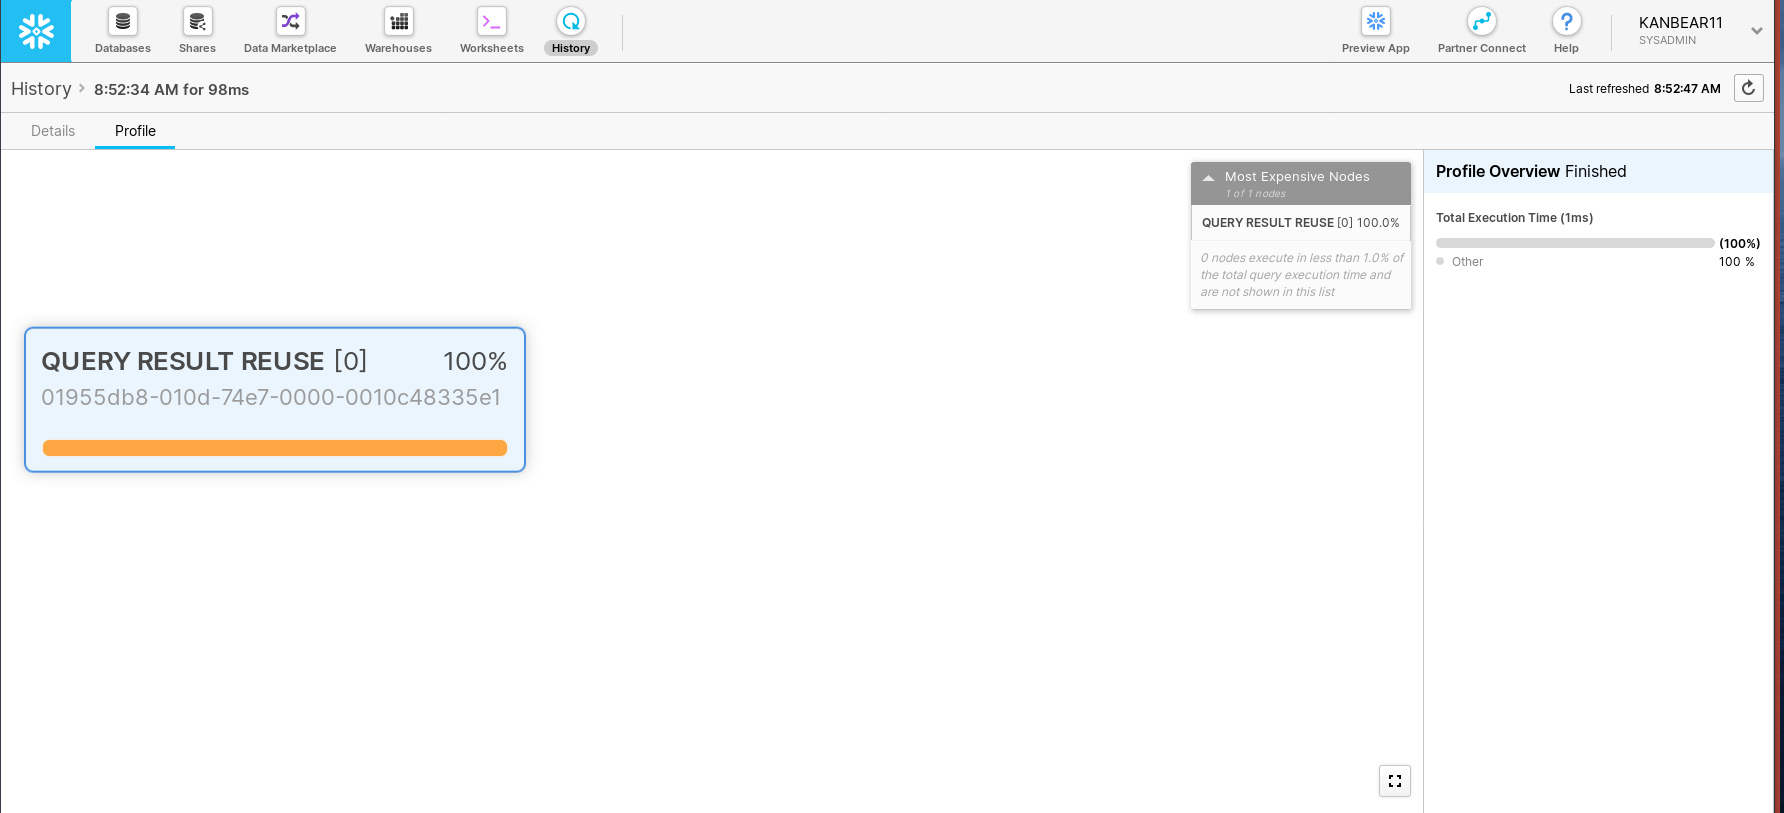 Databases
Shares
Data Marketplace
Warehouses
Worksheets
History
Preview App
Partner Connect
Help
KANBEAR11
SYSADMIN
History 8:52:34 AM for 98ms
Last refreshed 8:52:47 AM
Details
Profile
Most Expensive Nodes
1 of 1 nodes
QUERY RESULT REUSE [0] 100.0%
0 nodes execute in less than 1.0% of
the total query execution time and
are not shown in this list
QUERY RESULT REUSE [0] 100%
01955db8-010d-74e7-0000-0010c48335e1
Profile Overview Finished
Total Execution Time (1ms)
(100%)
Other 100 %